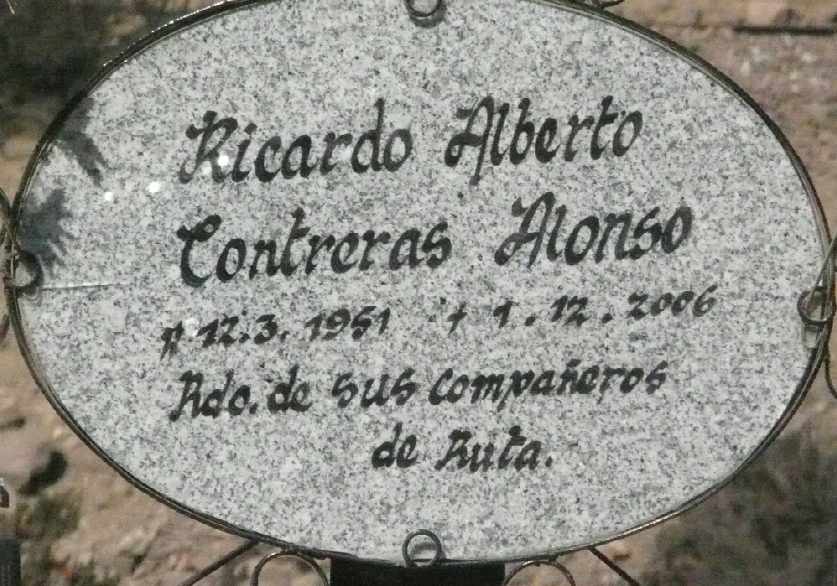 Ricardo Alberto
Contreras Alonso
n 12.3.1951 + 1.12.2006
Rdo. de sus compañeros
de Ruta.